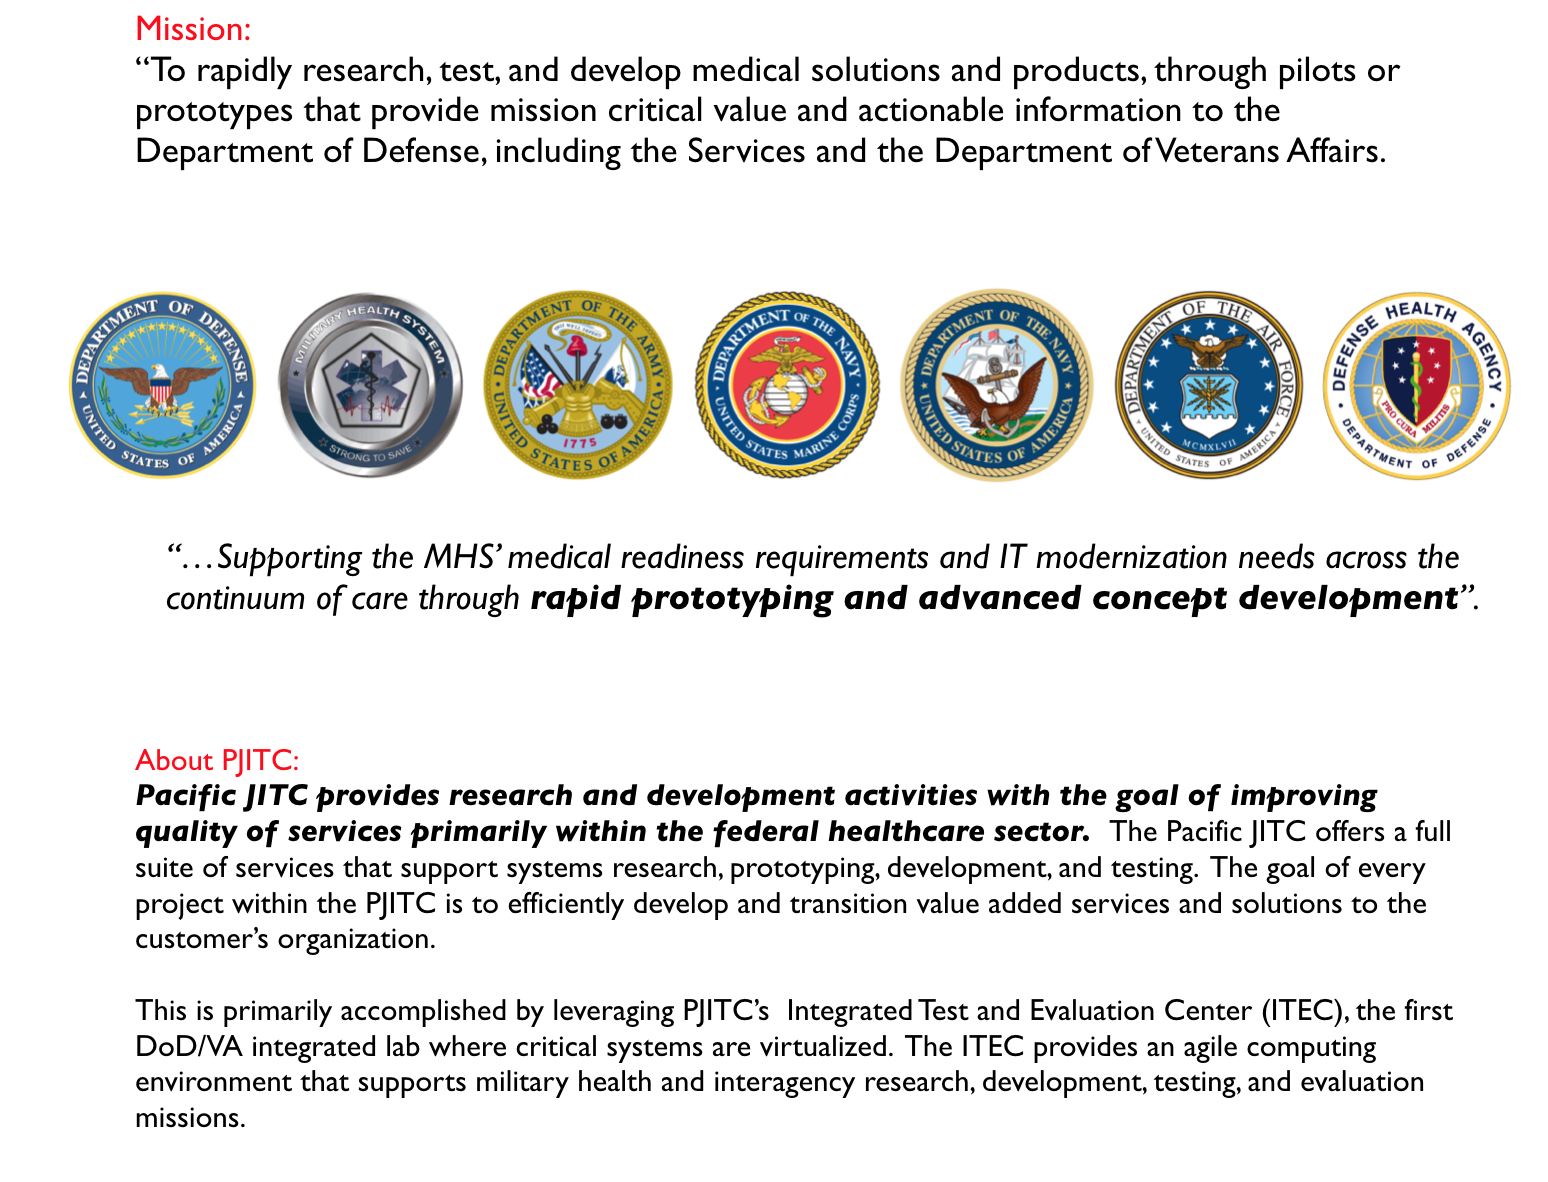 Mission:
“To rapidly research, test, and develop medical solutions and products, through pilots or
prototypes that provide mission critical value and actionable information to the
Department of Defense, including the Services and the Department of Veterans Affairs.
DEPARTMENT OF DEFENSE
UNITED STATES OF AMERICA
MILITARY HEALTH SYSTEM
STRONG TO SAVE
DEPARTMENT OF THE ARMY
1775
UNITED STATES OF AMERICA
DEPARTMENT OF THE NAVY
UNITED STATES MARINE CORPS
DEPARTMENT OF THE NAVY
UNITED STATES OF AMERICA
DEPARTMENT OF THE AIR FORCE
MCMXLVII
UNITED STATES OF AMERICA
DEFENSE HEALTH AGENCY
PRO CURA MILITIS
DEPARTMENT OF DEFENSE
“…Supporting the MHS’ medical readiness requirements and IT modernization needs across the
continuum of care through rapid prototyping and advanced concept development”.
About PJITC:
Pacific JITC provides research and development activities with the goal of improving
quality of services primarily within the federal healthcare sector. The Pacific JITC offers a full
suite of services that support systems research, prototyping, development, and testing. The goal of every
project within the PJITC is to efficiently develop and transition value added services and solutions to the
customer’s organization.
This is primarily accomplished by leveraging PJITC’s Integrated Test and Evaluation Center (ITEC), the first
DoD/VA integrated lab where critical systems are virtualized. The ITEC provides an agile computing
environment that supports military health and interagency research, development, testing, and evaluation
missions.